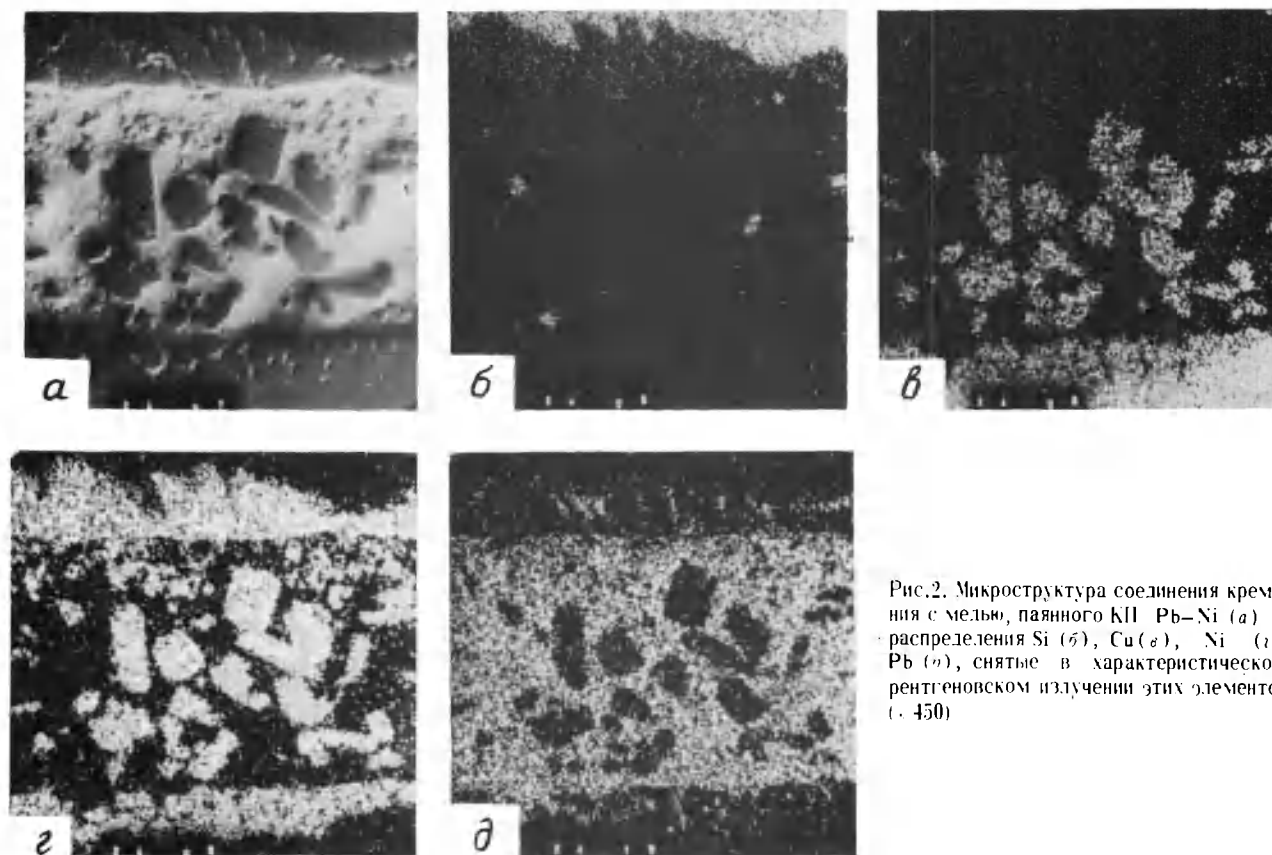 а
б
в
г
д
Рис.2. Микроструктура соединения крем-
ния с медью, паянного КП Pb–Ni (а)
распределения Si (б), Cu(в), Ni (г
Pb (д), снятые в характеристическо
рентгеновском излучении этих элементо
(× 450)